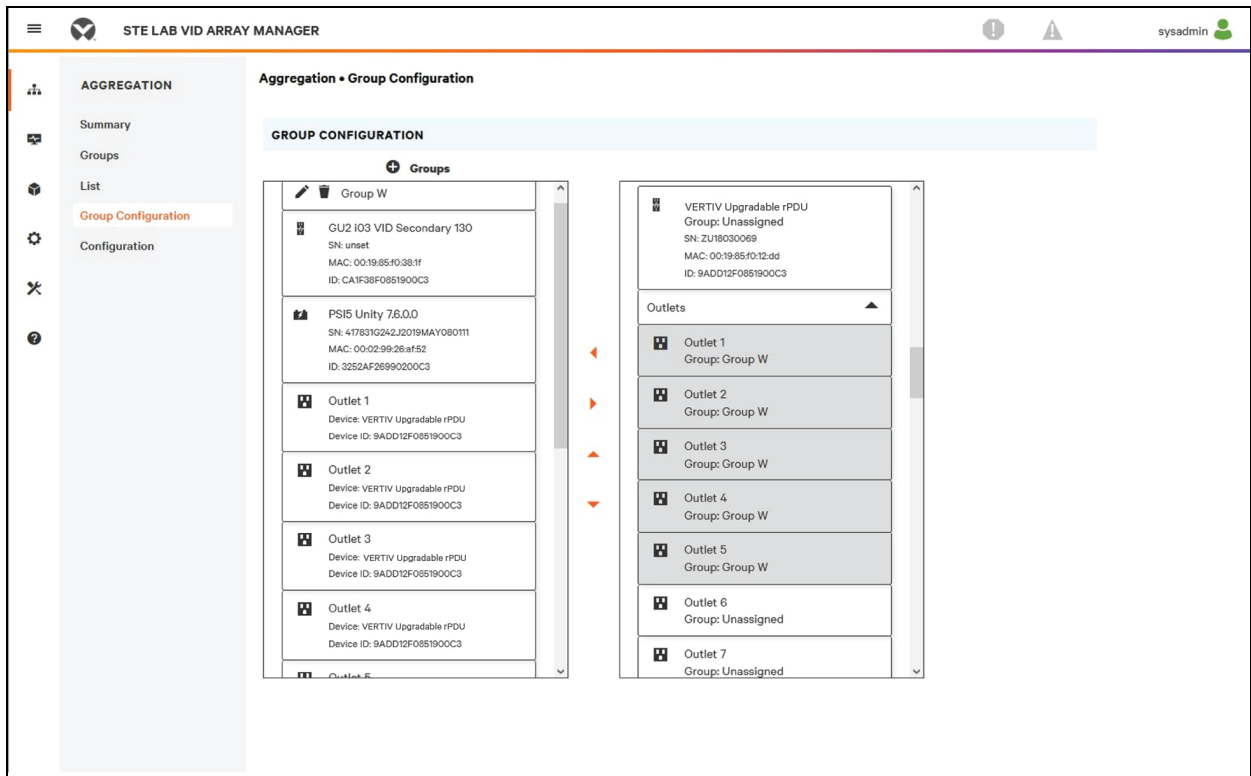 STE LAB VID ARRAY MANAGER
sysadmin
AGGREGATION
Summary
Groups
List
Group Configuration
Configuration
Aggregation • Group Configuration
GROUP CONFIGURATION
Groups
Group W
GU2 i03 VID Secondary 130
SN: unset
MAC: 00:19:85:f0:38:1f
ID: CA1F38F0851900C3
PSI5 Unity 7.6.0.0
SN: 417831G242J2019MAY080111
MAC: 00:02:99:26:af:52
ID: 3252AF26990200C3
Outlet 1
Device: VERTIV Upgradable rPDU
Device ID: 9ADD12F0851900C3
Outlet 2
Device: VERTIV Upgradable rPDU
Device ID: 9ADD12F0851900C3
Outlet 3
Device: VERTIV Upgradable rPDU
Device ID: 9ADD12F0851900C3
Outlet 4
Device: VERTIV Upgradable rPDU
Device ID: 9ADD12F0851900C3
Outlet 5
VERTIV Upgradable rPDU
Group: Unassigned
SN: ZU18030069
MAC: 00:19:85:f0:12:dd
ID: 9ADD12F0851900C3
Outlets
Outlet 1
Group: Group W
Outlet 2
Group: Group W
Outlet 3
Group: Group W
Outlet 4
Group: Group W
Outlet 5
Group: Group W
Outlet 6
Group: Unassigned
Outlet 7
Group: Unassigned